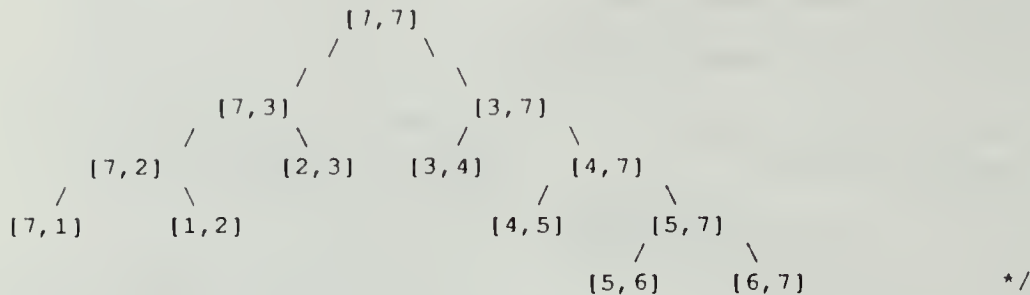 [7,7]
/ \
/ \
[7,3] [3,7]
/ \ / \
[7,2] [2,3] [3,4] [4,7]
/ \ / \
[7,1] [1,2] [4,5] [5,7]
/ \
[5,6] [6,7] */